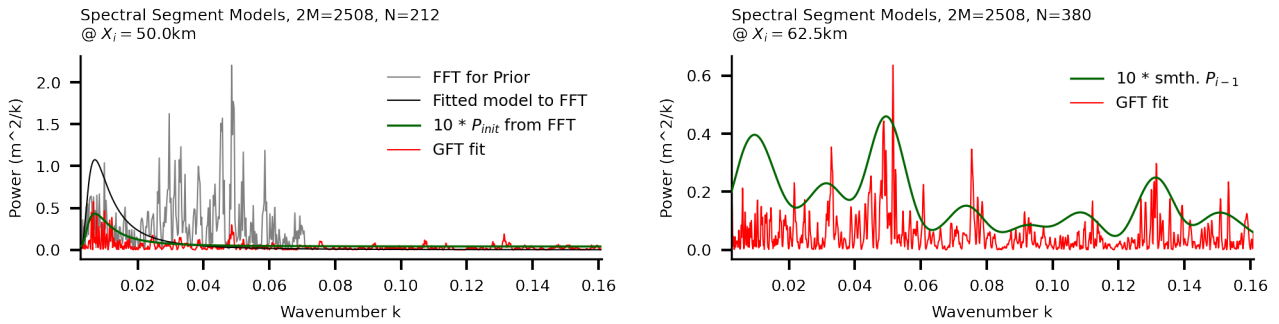 Spectral Segment Models, 2M=2508, N=212
@ X_i = 50.0km
Power (m^2/k)
2.0
1.5
1.0
0.5
0.0
FFT for Prior
Fitted model to FFT
10 * P_init from FFT
GFT fit
0.02 0.04 0.06 0.08 0.10 0.12 0.14 0.16
Wavenumber k
Spectral Segment Models, 2M=2508, N=380
@ X_i = 62.5km
Power (m^2/k)
0.6
0.4
0.2
0.0
10 * smth. P_{i−1}
GFT fit
0.02 0.04 0.06 0.08 0.10 0.12 0.14 0.16
Wavenumber k